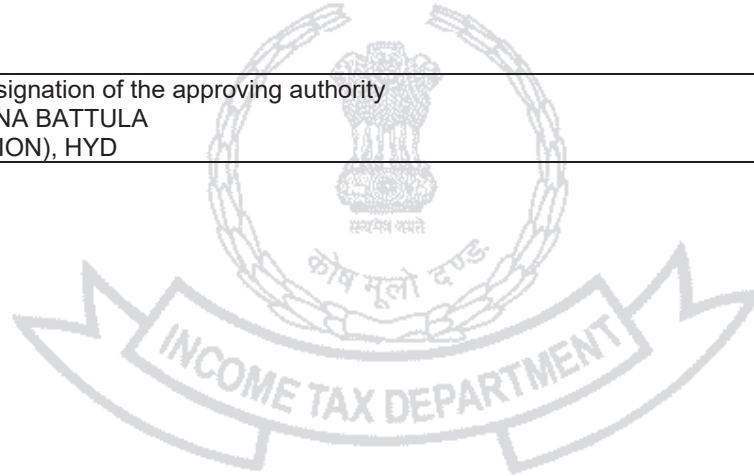 signation of the approving authority
NA BATTULA
ION), HYD
सत्यमेव जयते
कोष मूलो दण्डः
INCOME TAX DEPARTMENT